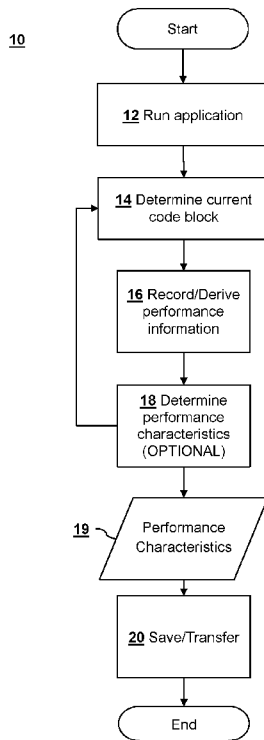 Start
10
12 Run application
14 Determine current
code block
16 Record/Derive
performance
information
18 Determine
performance
characteristics
(OPTIONAL)
19
Performance
Characteristics
20 Save/Transfer
End